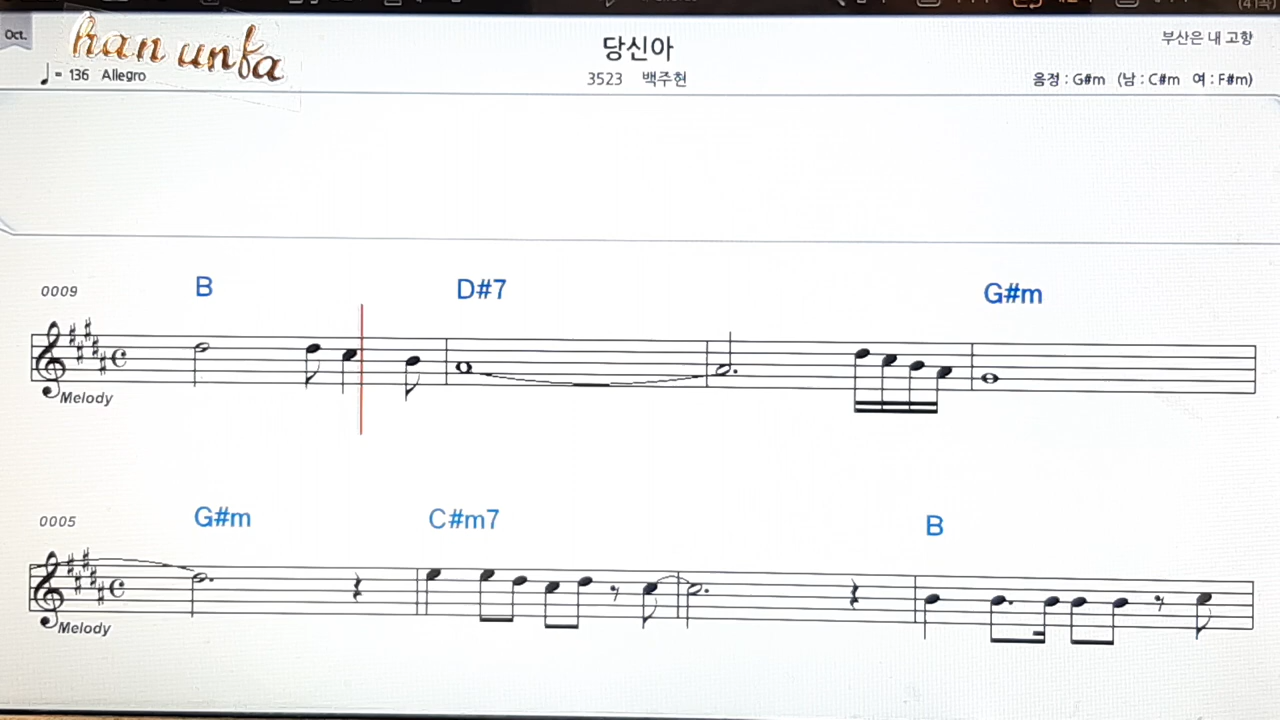 Oct.
han unfa
당신아
부산은 내 고향
♩= 136 Allegro
3523 백주현
음정 : G#m (남 : C#m 여 : F#m)
0009
B
D#7
G#m
Melody
0005
G#m
C#m7
B
Melody